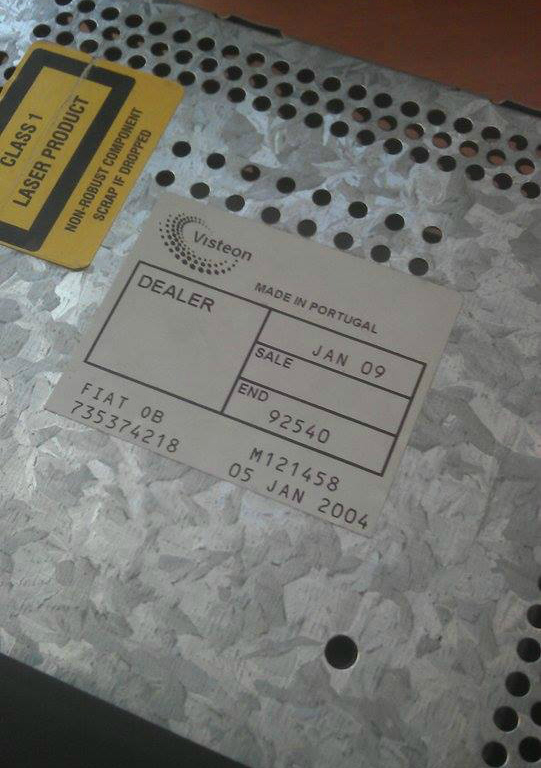 CLASS 1
LASER PRODUCT
NON-ROBUST COMPONENT
SCRAP IF DROPPED
Visteon
MADE IN PORTUGAL
DEALER
JAN 09
SALE
END
92540
FIAT OB
735374218
M121458
05 JAN 2004